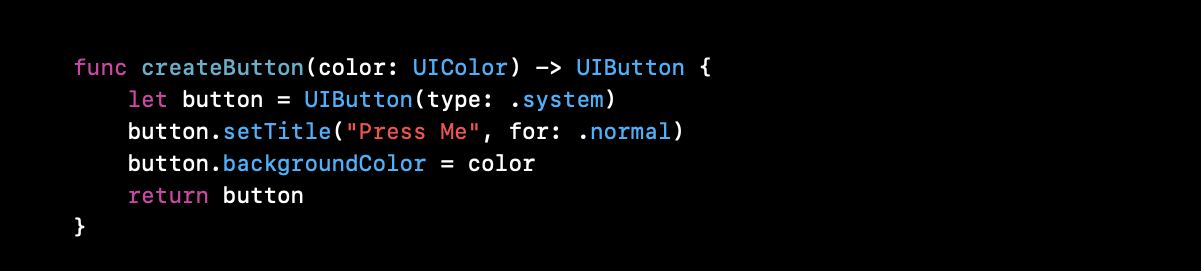 func createButton(color: UIColor) -> UIButton {
    let button = UIButton(type: .system)
    button.setTitle("Press Me", for: .normal)
    button.backgroundColor = color
    return button
}